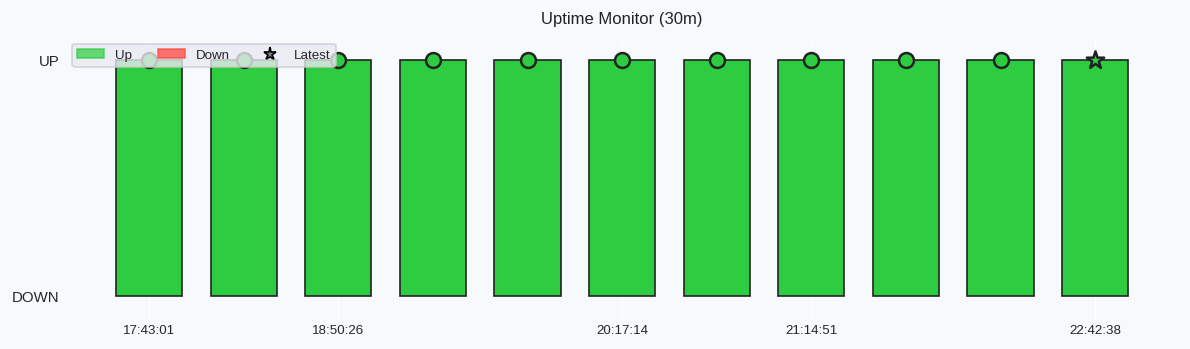 Uptime Monitor (30m)
Up Down Latest
UP
DOWN
17:43:01 18:50:26 20:17:14 21:14:51 22:42:38